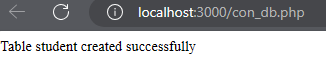 localhost:3000/con_db.php
Table student created successfully